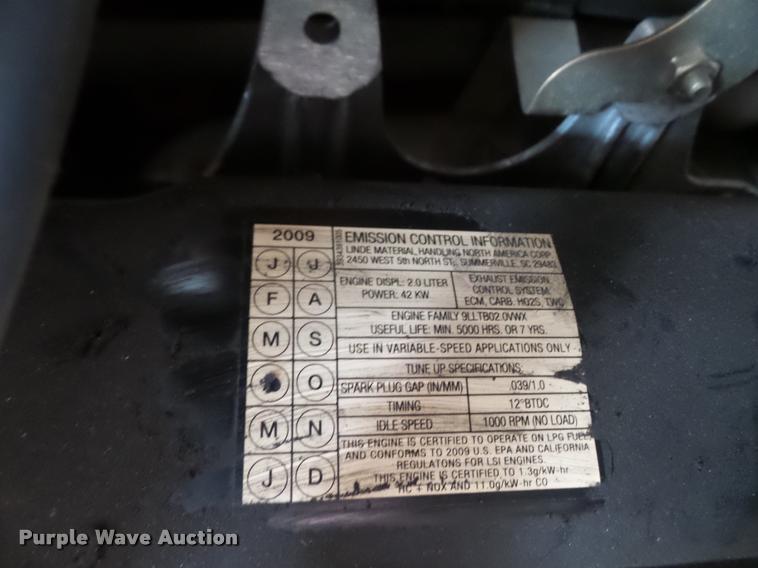 2009
J J
F A
M S
O
M N
J D
EMISSION CONTROL INFORMATION
LINDE MATERIAL HANDLING NORTH AMERICA CORP.
2450 WEST 5th NORTH ST., SUMMERVILLE, SC 29483
ENGINE DISPL: 2.0 LITER
POWER: 42 KW
EXHAUST EMISSION
CONTROL SYSTEM:
ECM, CARB. HO2S, TWC
ENGINE FAMILY 9LLTB02.0VWX
USEFUL LIFE: MIN. 5000 HRS. OR 7 YRS.
USE IN VARIABLE-SPEED APPLICATIONS ONLY
TUNE UP SPECIFICATIONS:
SPARK PLUG GAP (IN/MM) .039/1.0
TIMING 12°BTDC
IDLE SPEED 1000 RPM (NO LOAD)
THIS ENGINE IS CERTIFIED TO OPERATE ON LPG FUEL
AND CONFORMS TO 2009 U.S. EPA AND CALIFORNIA
REGULATONS FOR LSI ENGINES.
THIS ENGINE IS CERTIFIED TO 1.3g/kW-hr
HC + NOX AND 11.0g/kW-hr CO
Purple Wave Auction